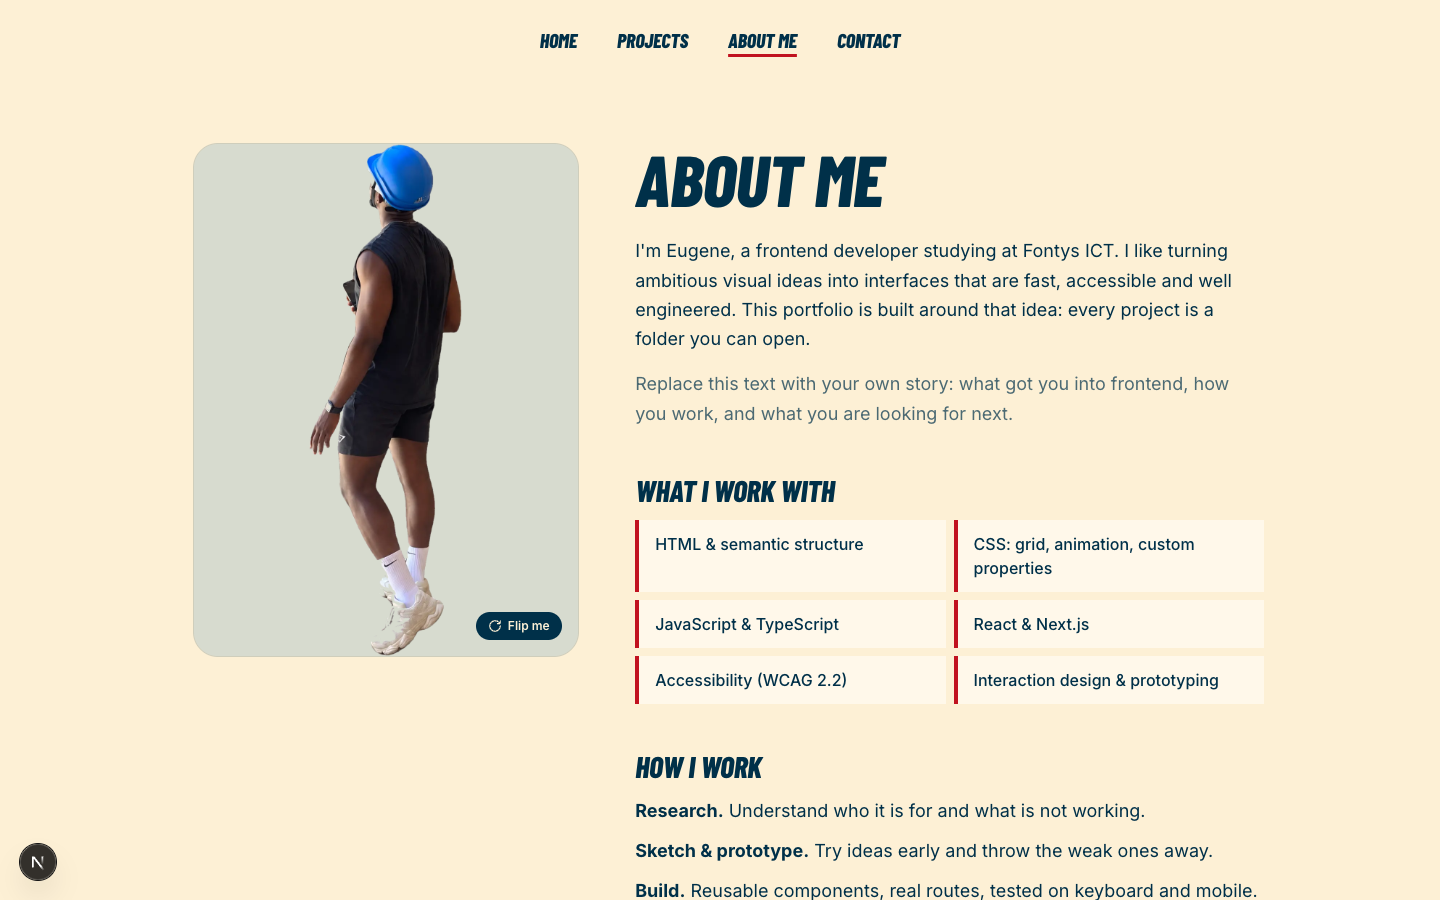 HOME PROJECTS ABOUT ME CONTACT
ABOUT ME
I'm Eugene, a frontend developer studying at Fontys ICT. I like turning
ambitious visual ideas into interfaces that are fast, accessible and well
engineered. This portfolio is built around that idea: every project is a
folder you can open.
Replace this text with your own story: what got you into frontend, how
you work, and what you are looking for next.
WHAT I WORK WITH
HTML & semantic structure
CSS: grid, animation, custom
properties
JavaScript & TypeScript
React & Next.js
Accessibility (WCAG 2.2)
Interaction design & prototyping
HOW I WORK
Research. Understand who it is for and what is not working.
Sketch & prototype. Try ideas early and throw the weak ones away.
Build. Reusable components, real routes, tested on keyboard and mobile.
Flip me
N